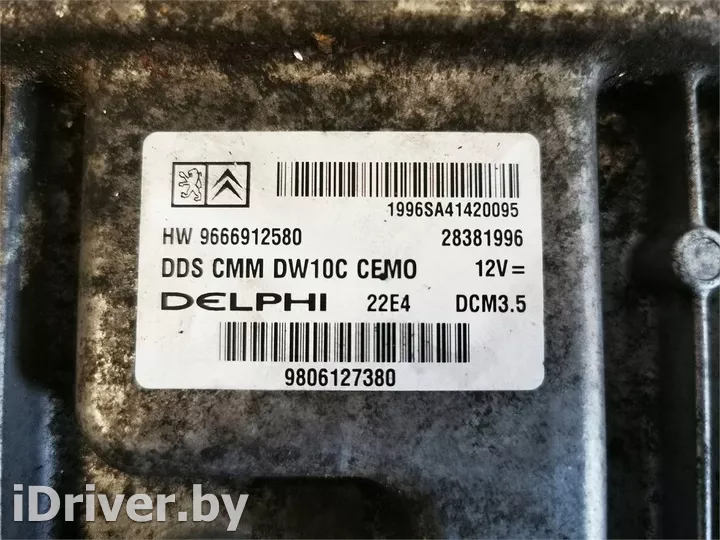 1996SA41420095
HW 9666912580 28381996
DDS CMM DW10C CEMO 12V=
DELPHI 22E4 DCM3.5
9806127380
iDriver.by